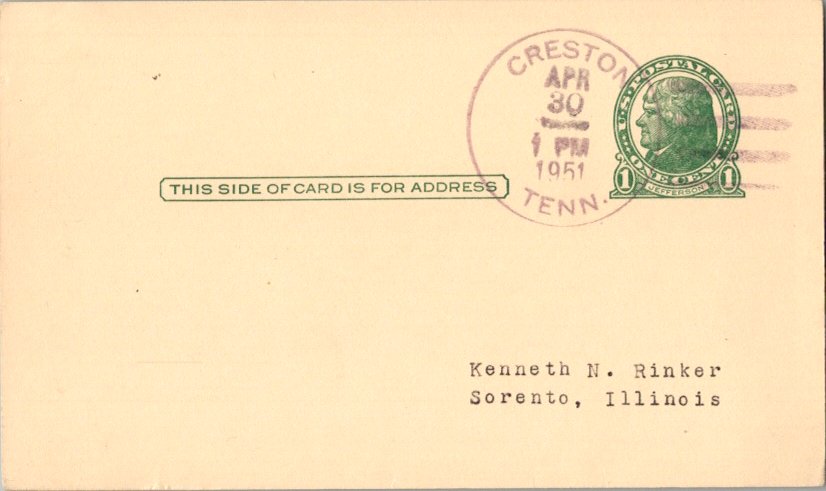 CRESTON
APR
30
1 PM
1951
TENN.
U.S. POSTAL CARD
ONE CENT
1 JEFFERSON 1
THIS SIDE OF CARD IS FOR ADDRESS
Kenneth N. Rinker
Sorento, Illinois